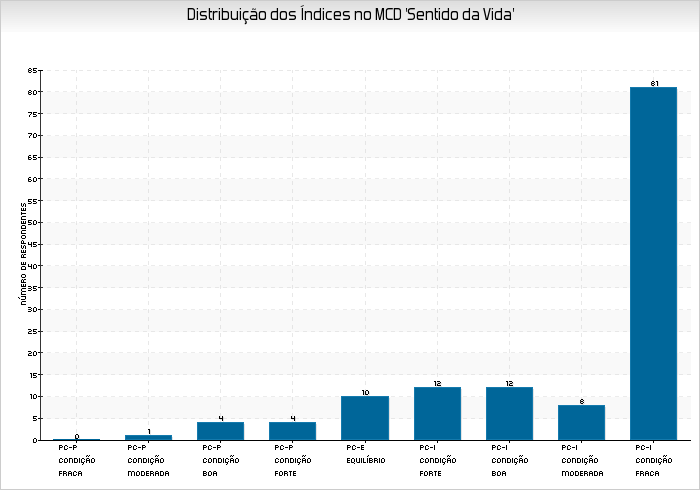 Distribuição dos Índices no MCD 'Sentido da Vida'
NÚMERO DE RESPONDENTES
85
80
75
70
65
60
55
50
45
40
35
30
25
20
15
10
5
0
0
1
4
4
10
12
12
8
81
PC-P
CONDIÇÃO
FRACA
PC-P
CONDIÇÃO
MODERADA
PC-P
CONDIÇÃO
BOA
PC-P
CONDIÇÃO
FORTE
PC-E
EQUILÍBRIO
PC-I
CONDIÇÃO
FORTE
PC-I
CONDIÇÃO
BOA
PC-I
CONDIÇÃO
MODERADA
PC-I
CONDIÇÃO
FRACA